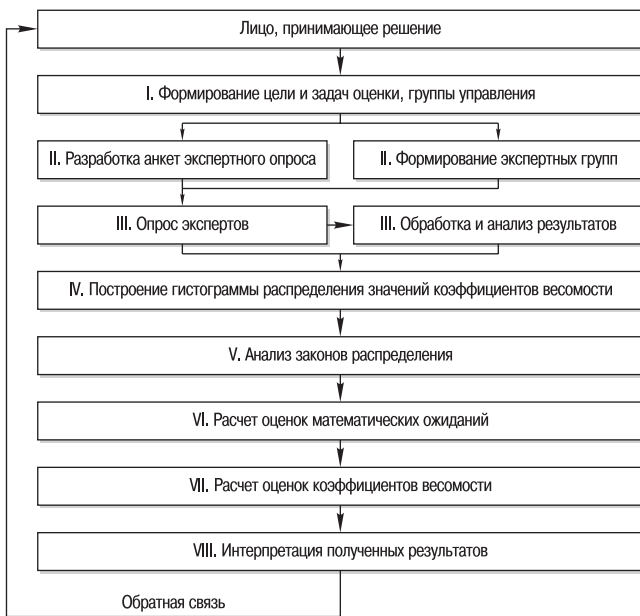 Лицо, принимающее решение
I. Формирование цели и задач оценки, группы управления
II. Разработка анкет экспертного опроса
II. Формирование экспертных групп
III. Опрос экспертов
III. Обработка и анализ результатов
IV. Построение гистограммы распределения значений коэффициентов весомости
V. Анализ законов распределения
VI. Расчет оценок математических ожиданий
VII. Расчет оценок коэффициентов весомости
VIII. Интерпретация полученных результатов
Обратная связь